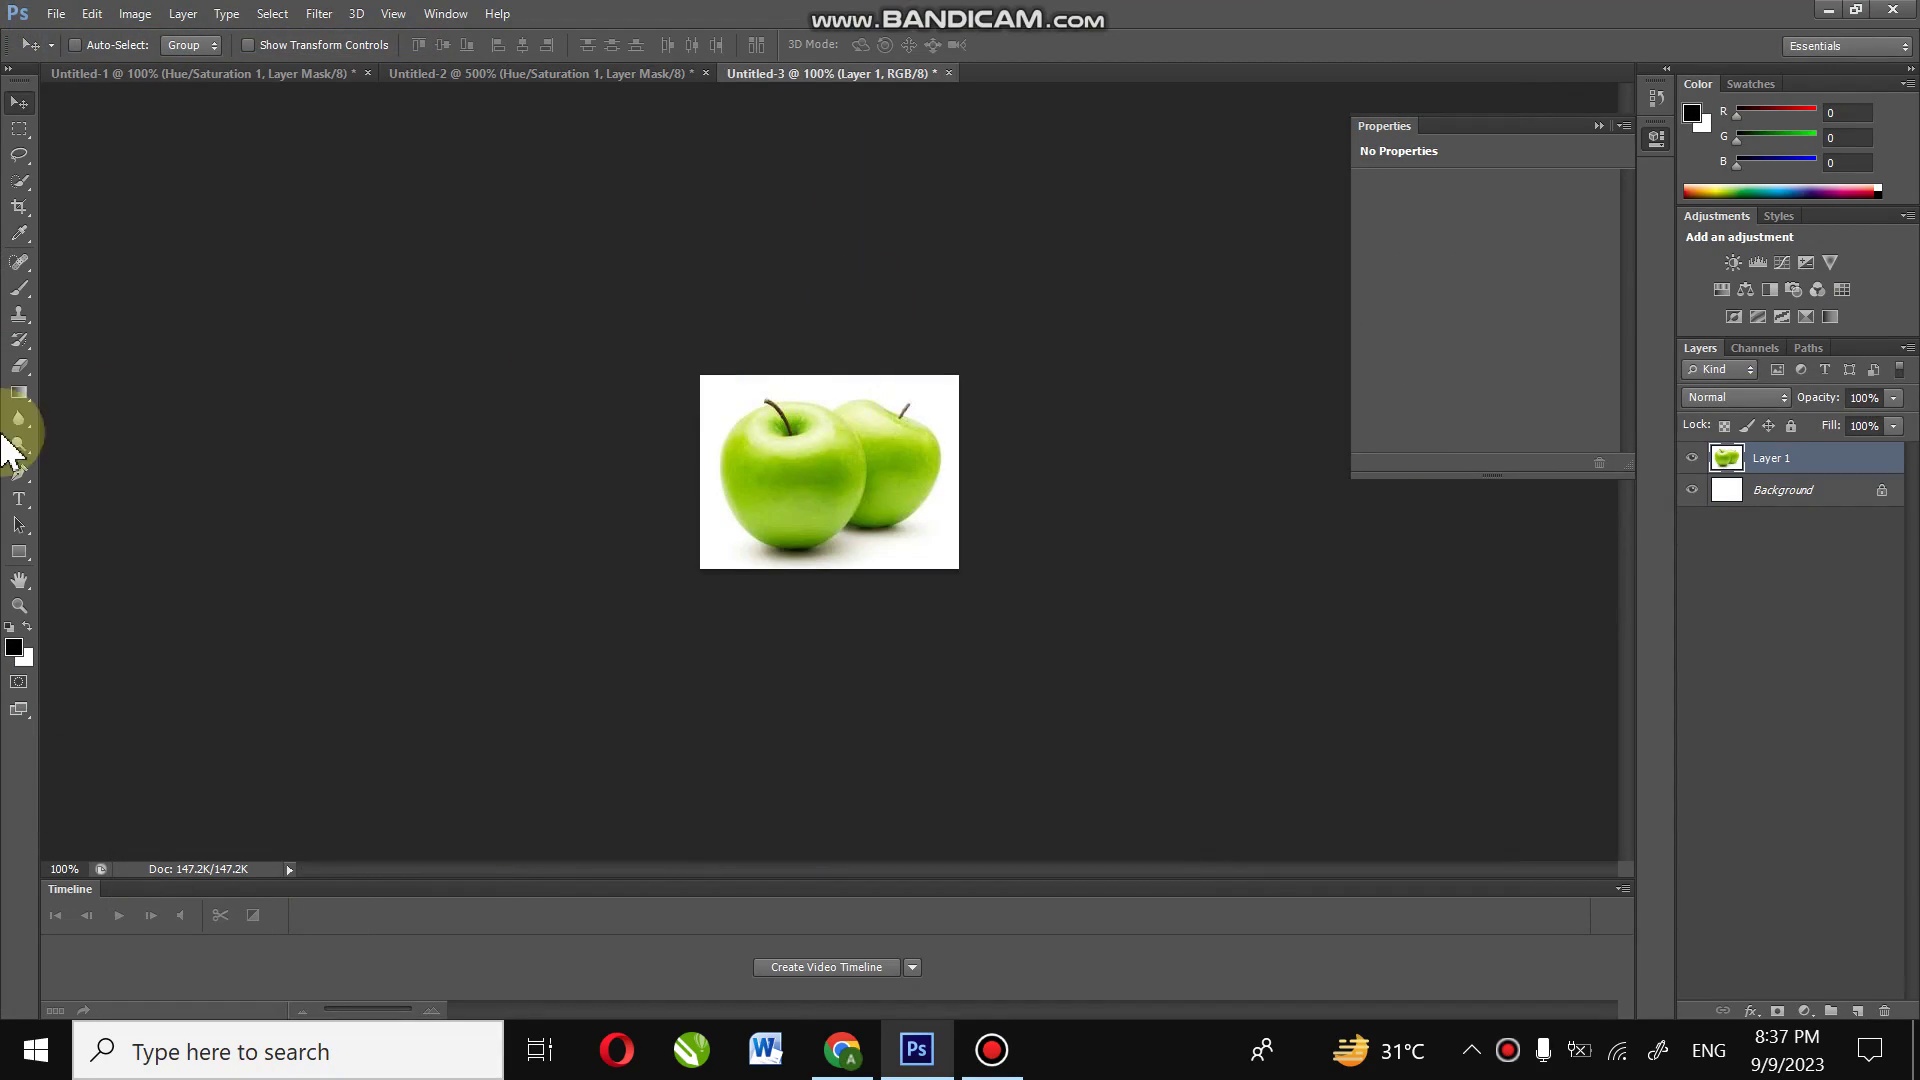 Ps File Edit Image Layer Type Select Filter 3D View Window Help
www.BANDICAM.com
Auto-Select: Group Show Transform Controls 3D Mode: Essentials
Untitled-1 @ 100% (Hue/Saturation 1, Layer Mask/8) * × Untitled-2 @ 500% (Hue/Saturation 1, Layer Mask/8) * × Untitled-3 @ 100% (Layer 1, RGB/8) * ×
Color Swatches
R 0
G 0
B 0
Properties
No Properties
Adjustments Styles
Add an adjustment
Layers Channels Paths
Kind
Normal Opacity: 100%
Lock: Fill: 100%
Layer 1
Background
T
100% Doc: 147.2K/147.2K
Timeline
Create Video Timeline
fx
Type here to search
W
A
Ps
31°C
ENG
8:37 PM
9/9/2023